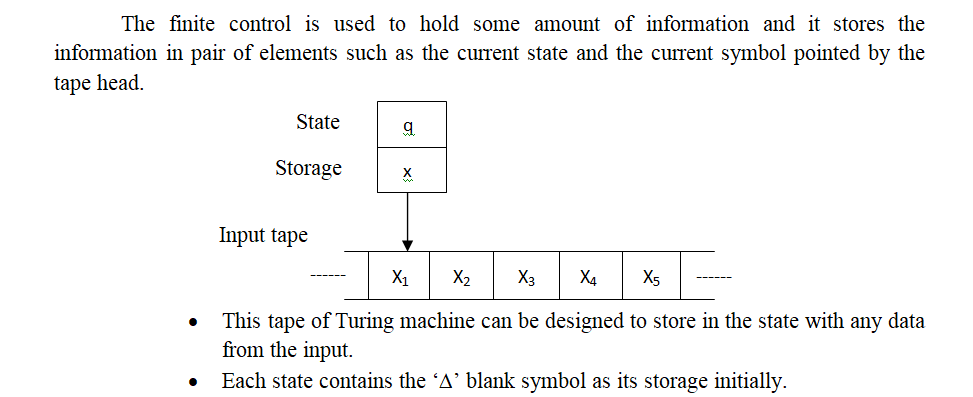 The finite control is used to hold some amount of information and it stores the
information in pair of elements such as the current state and the current symbol pointed by the
tape head.
State q
Storage x
Input tape
------ X₁ X₂ X₃ X₄ X₅ ------
• This tape of Turing machine can be designed to store in the state with any data
from the input.
• Each state contains the ‘Δ’ blank symbol as its storage initially.